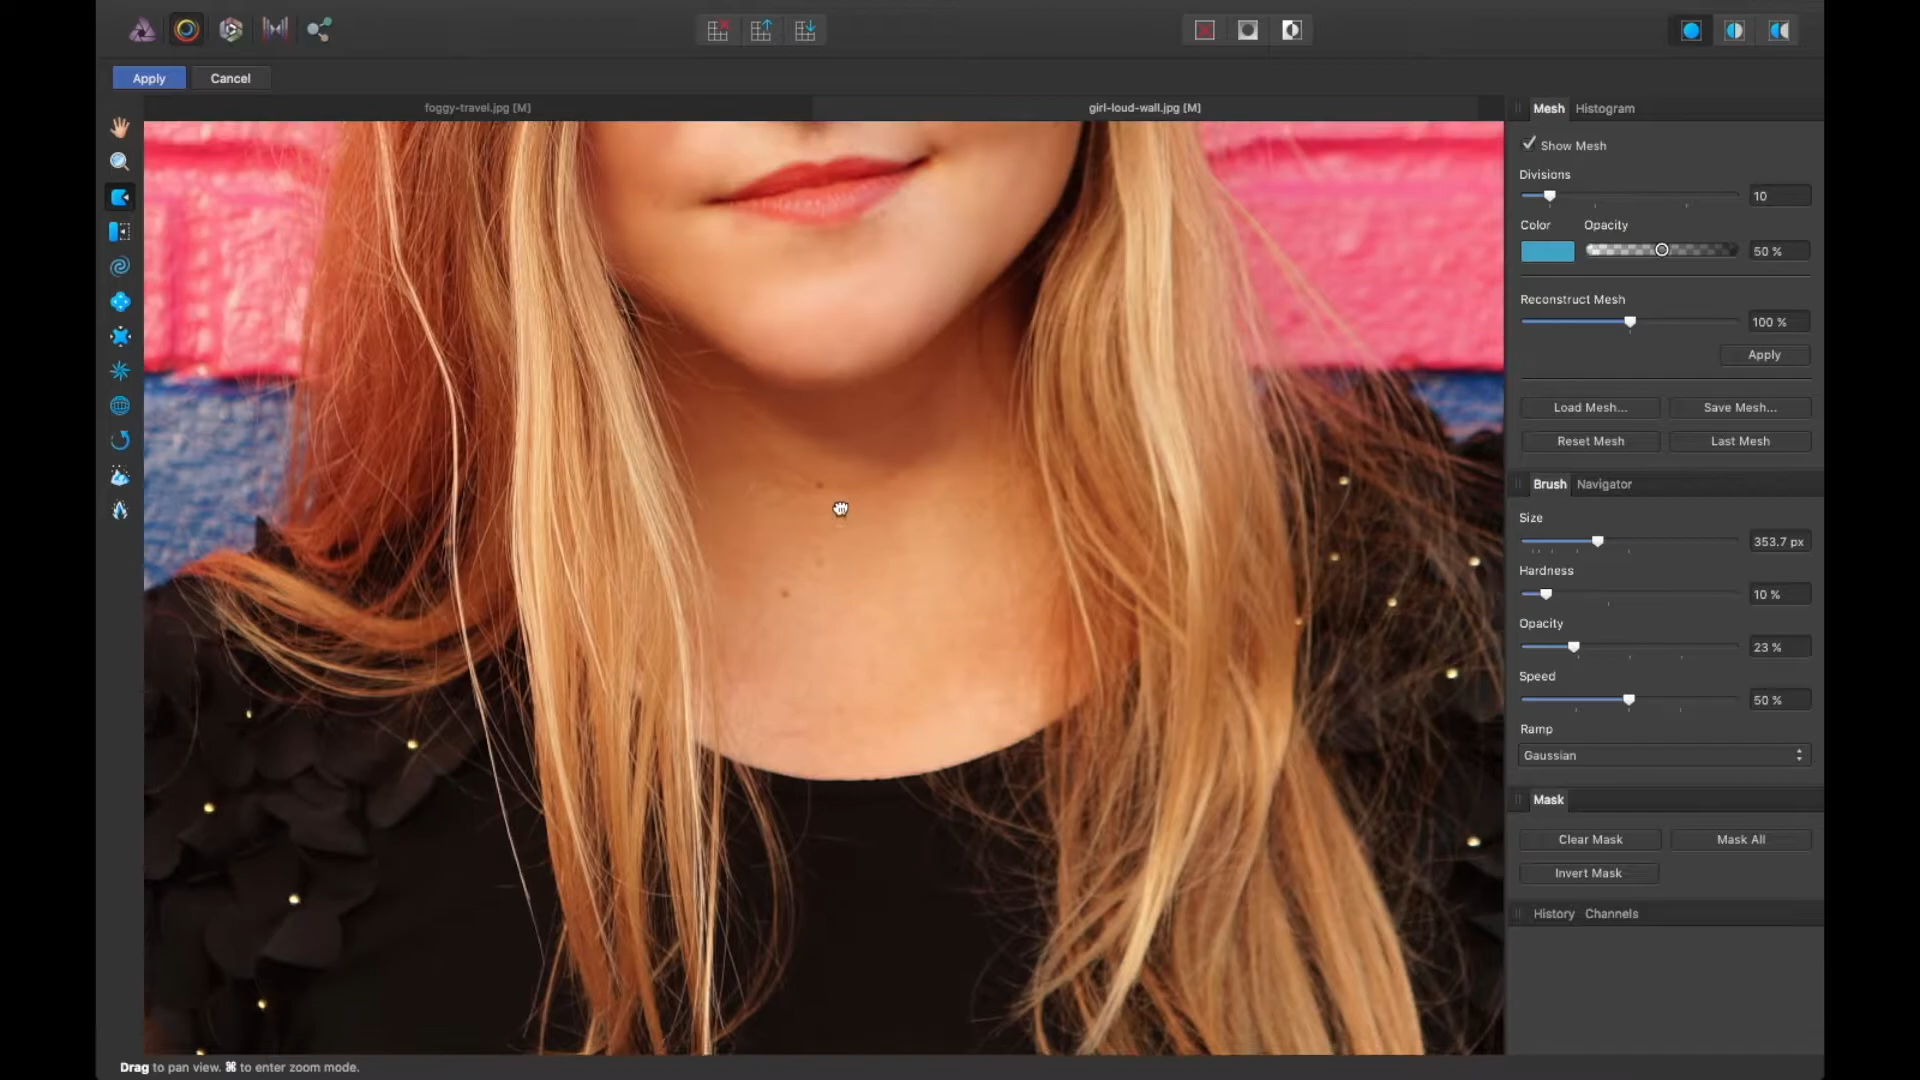 Apply Cancel
foggy-travel.jpg [M] girl-loud-wall.jpg [M]
Mesh Histogram
Show Mesh
Divisions
10
Color Opacity
50 %
Reconstruct Mesh
100 %
Apply
Load Mesh... Save Mesh...
Reset Mesh Last Mesh
Brush Navigator
Size
353.7 px
Hardness
10 %
Opacity
23 %
Speed
50 %
Ramp
Gaussian
Mask
Clear Mask Mask All
Invert Mask
History Channels
Drag to pan view. ⌘ to enter zoom mode.